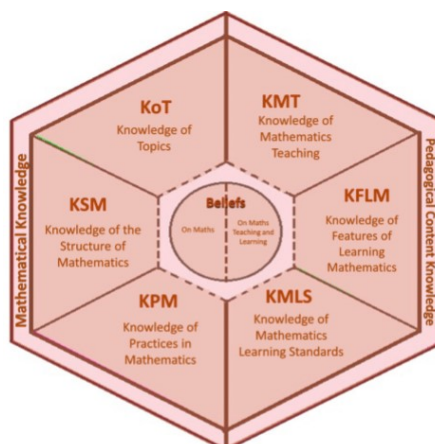 KoT
Knowledge of
Topics
KMT
Knowledge of
Mathematics
Teaching
Mathematical Knowledge
KSM
Knowledge of the
Structure of
Mathematics
Beliefs
On Maths
On Maths
Teaching and
Learning
KFLM
Knowledge of
Features of
Learning
Mathematics
Pedagogical Content Knowledge
KPM
Knowledge of
Practices in
Mathematics
KMLS
Knowledge of
Mathematics
Learning Standards